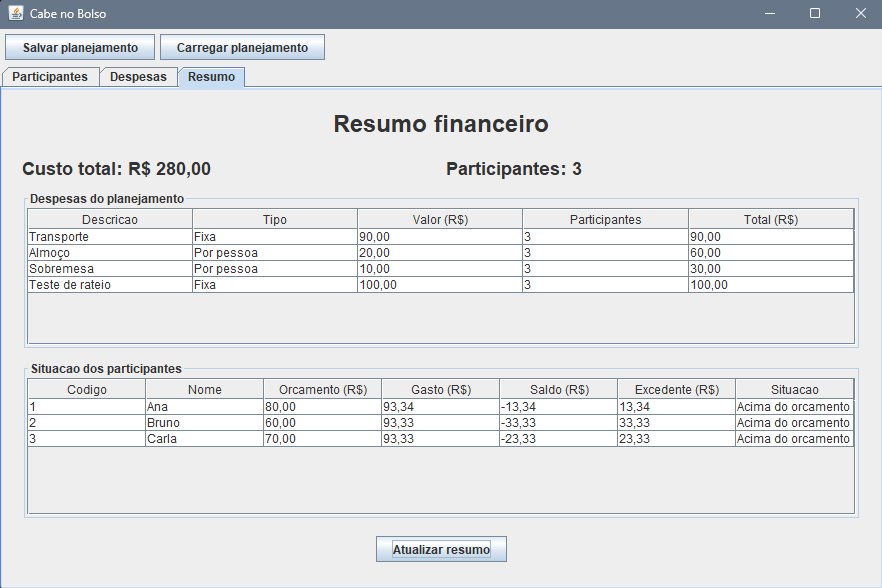 Cabe no Bolso
Salvar planejamento Carregar planejamento
Participantes Despesas Resumo
Resumo financeiro
Custo total: R$ 280,00 Participantes: 3
Despesas do planejamento
Descricao Tipo Valor (R$) Participantes Total (R$)
Transporte Fixa 90,00 3 90,00
Almoço Por pessoa 20,00 3 60,00
Sobremesa Por pessoa 10,00 3 30,00
Teste de rateio Fixa 100,00 3 100,00
Situacao dos participantes
Codigo Nome Orcamento (R$) Gasto (R$) Saldo (R$) Excedente (R$) Situacao
1 Ana 80,00 93,34 -13,34 13,34 Acima do orcamento
2 Bruno 60,00 93,33 -33,33 33,33 Acima do orcamento
3 Carla 70,00 93,33 -23,33 23,33 Acima do orcamento
Atualizar resumo